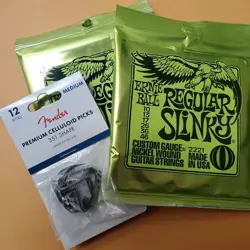 12
MEDIUM
Fender
PREMIUM CELLULOID PICKS
351 SHAPE
ERNIE BALL
REGULAR
SLINKY
10
13
17
26
36
46
CUSTOM GAUGE
NICKEL WOUND
GUITAR STRINGS
2221
MADE IN
USA